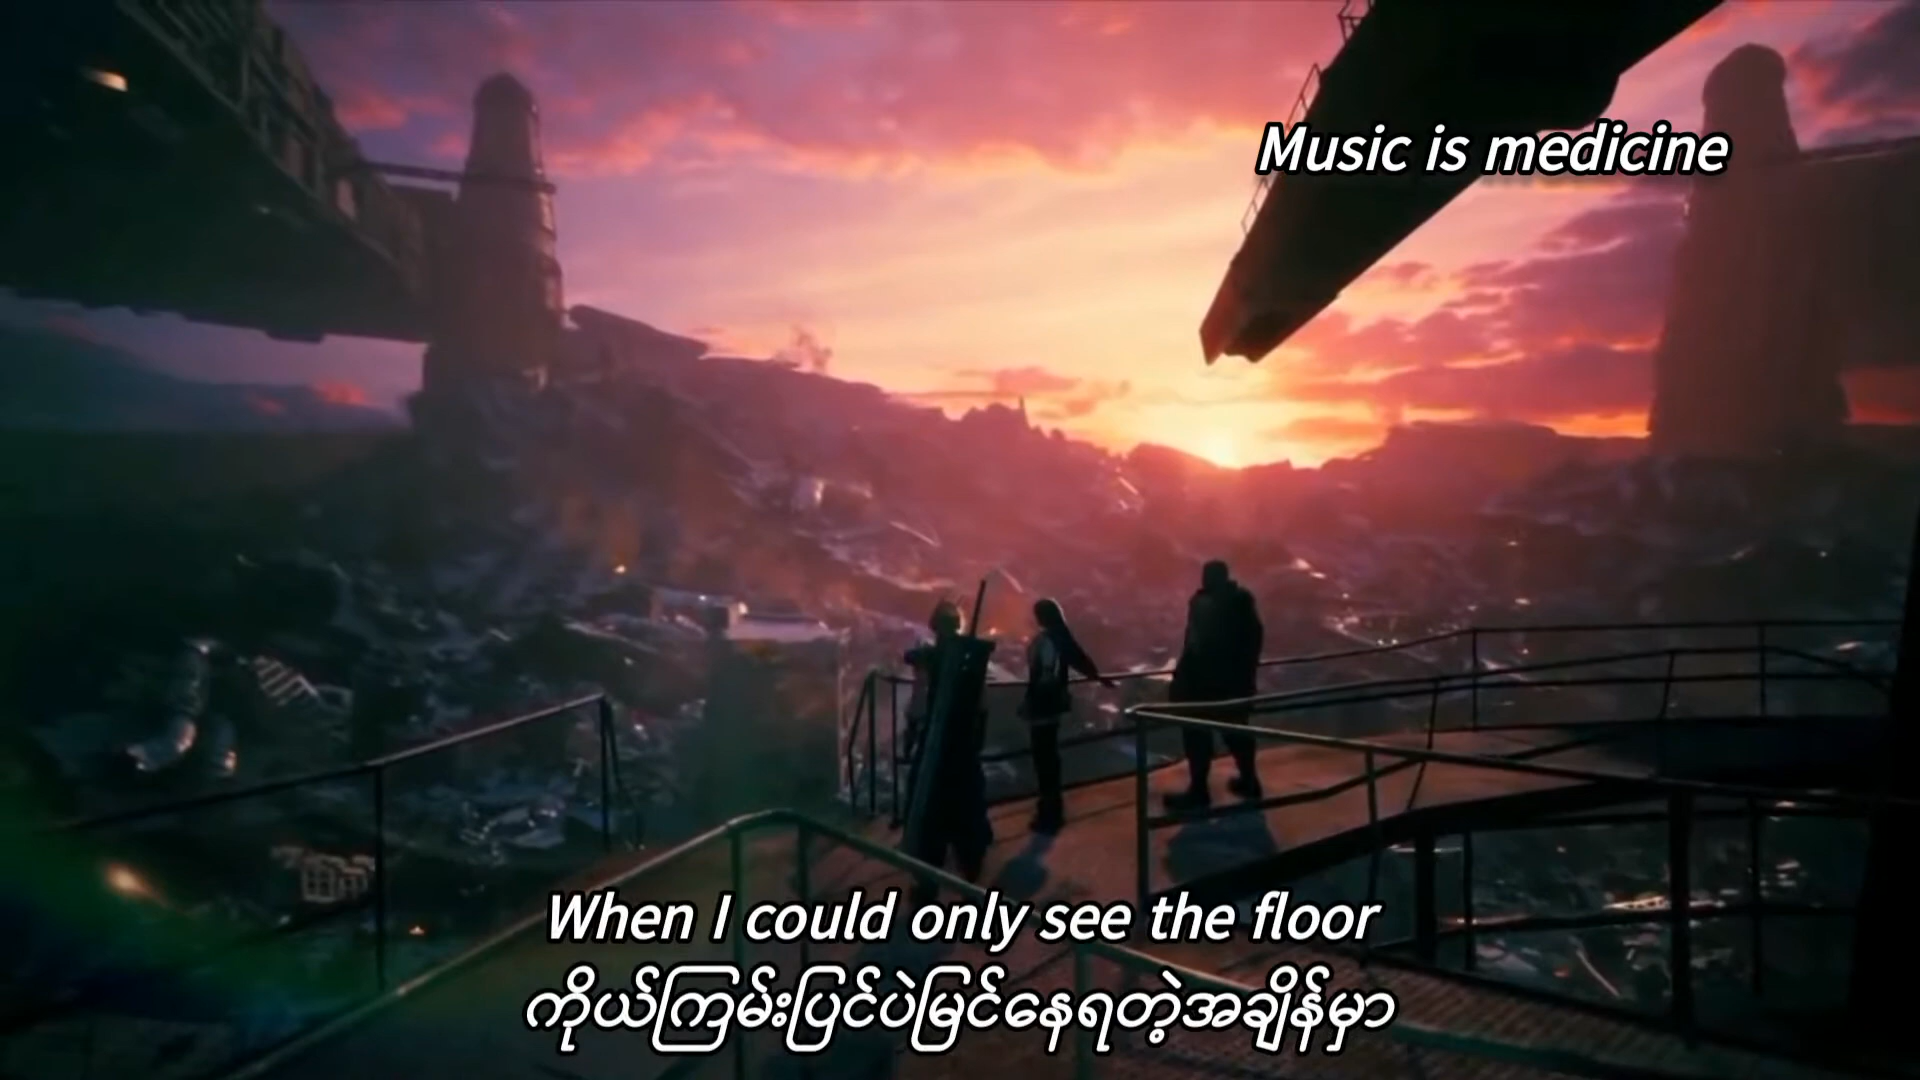 Music is medicine
When I could only see the floor
ကိုယ်ကြမ်းပြင်ပဲမြင်နေရတဲ့အချိန်မှာ